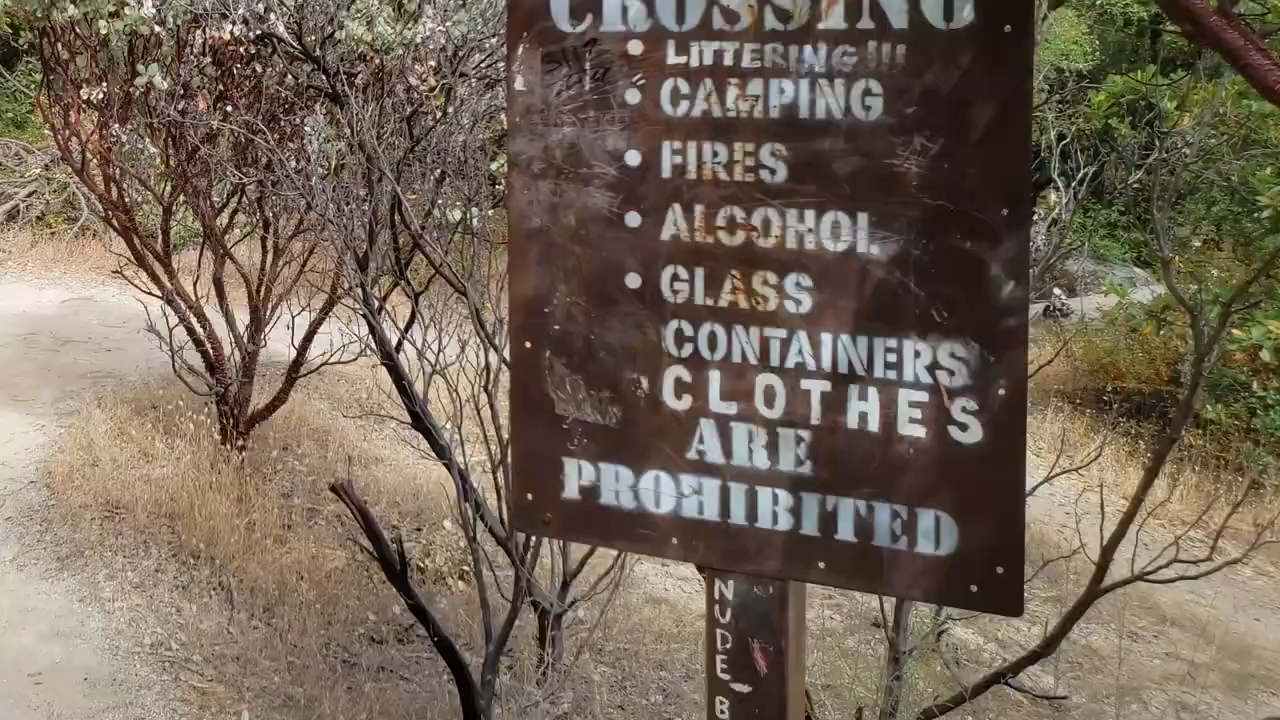 CROSSING
• LITTERING!!!
• CAMPING
• FIRES
• ALCOHOL
• GLASS
CONTAINERS
CLOTHES
ARE
PROHIBITED
NUDE B